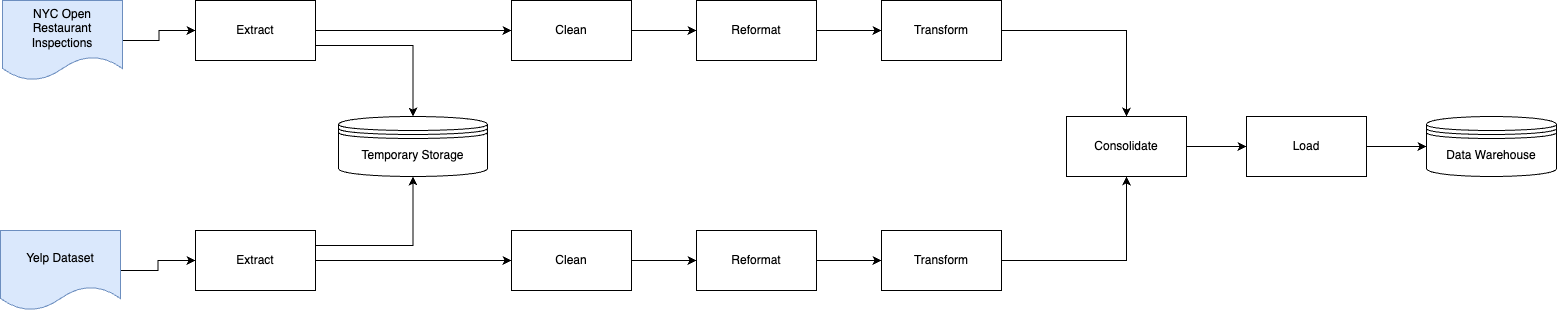 NYC Open
Restaurant
Inspections
Extract
Clean
Reformat
Transform
Temporary Storage
Consolidate
Load
Data Warehouse
Yelp Dataset
Extract
Clean
Reformat
Transform